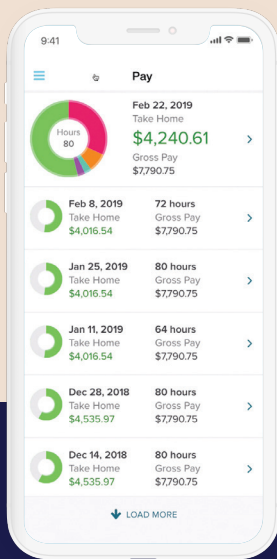 9:41
Pay
Hours
80
Feb 22, 2019
Take Home
$4,240.61
Gross Pay
$7,790.75
Feb 8, 2019
Take Home
$4,016.54
72 hours
Gross Pay
$7,790.75
Jan 25, 2019
Take Home
$4,016.54
80 hours
Gross Pay
$7,790.75
Jan 11, 2019
Take Home
$4,016.54
64 hours
Gross Pay
$7,790.75
Dec 28, 2018
Take Home
$4,535.97
80 hours
Gross Pay
$7,790.75
Dec 14, 2018
Take Home
$4,535.97
80 hours
Gross Pay
$7,790.75
LOAD MORE